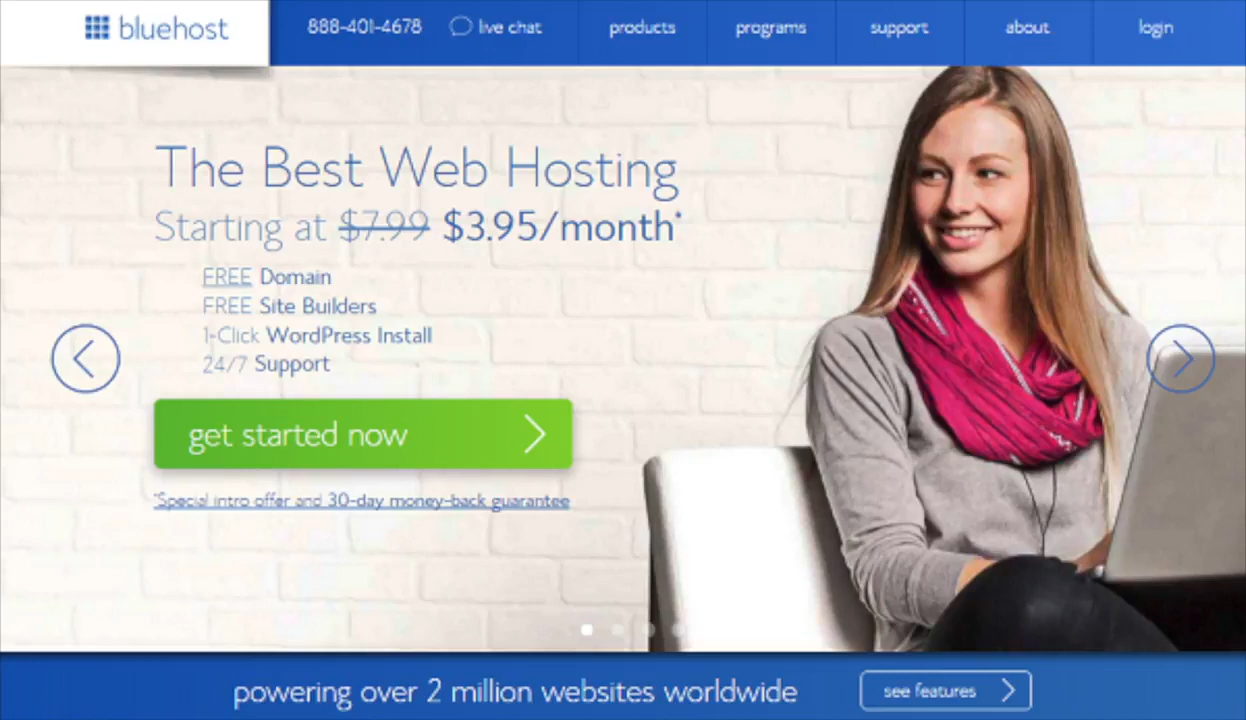 bluehost
888-401-4678 live chat products programs support about login
The Best Web Hosting
Starting at $7.99 $3.95/month*
FREE Domain
FREE Site Builders
1-Click WordPress Install
24/7 Support
get started now
*Special intro offer and 30-day money-back guarantee
powering over 2 million websites worldwide
see features